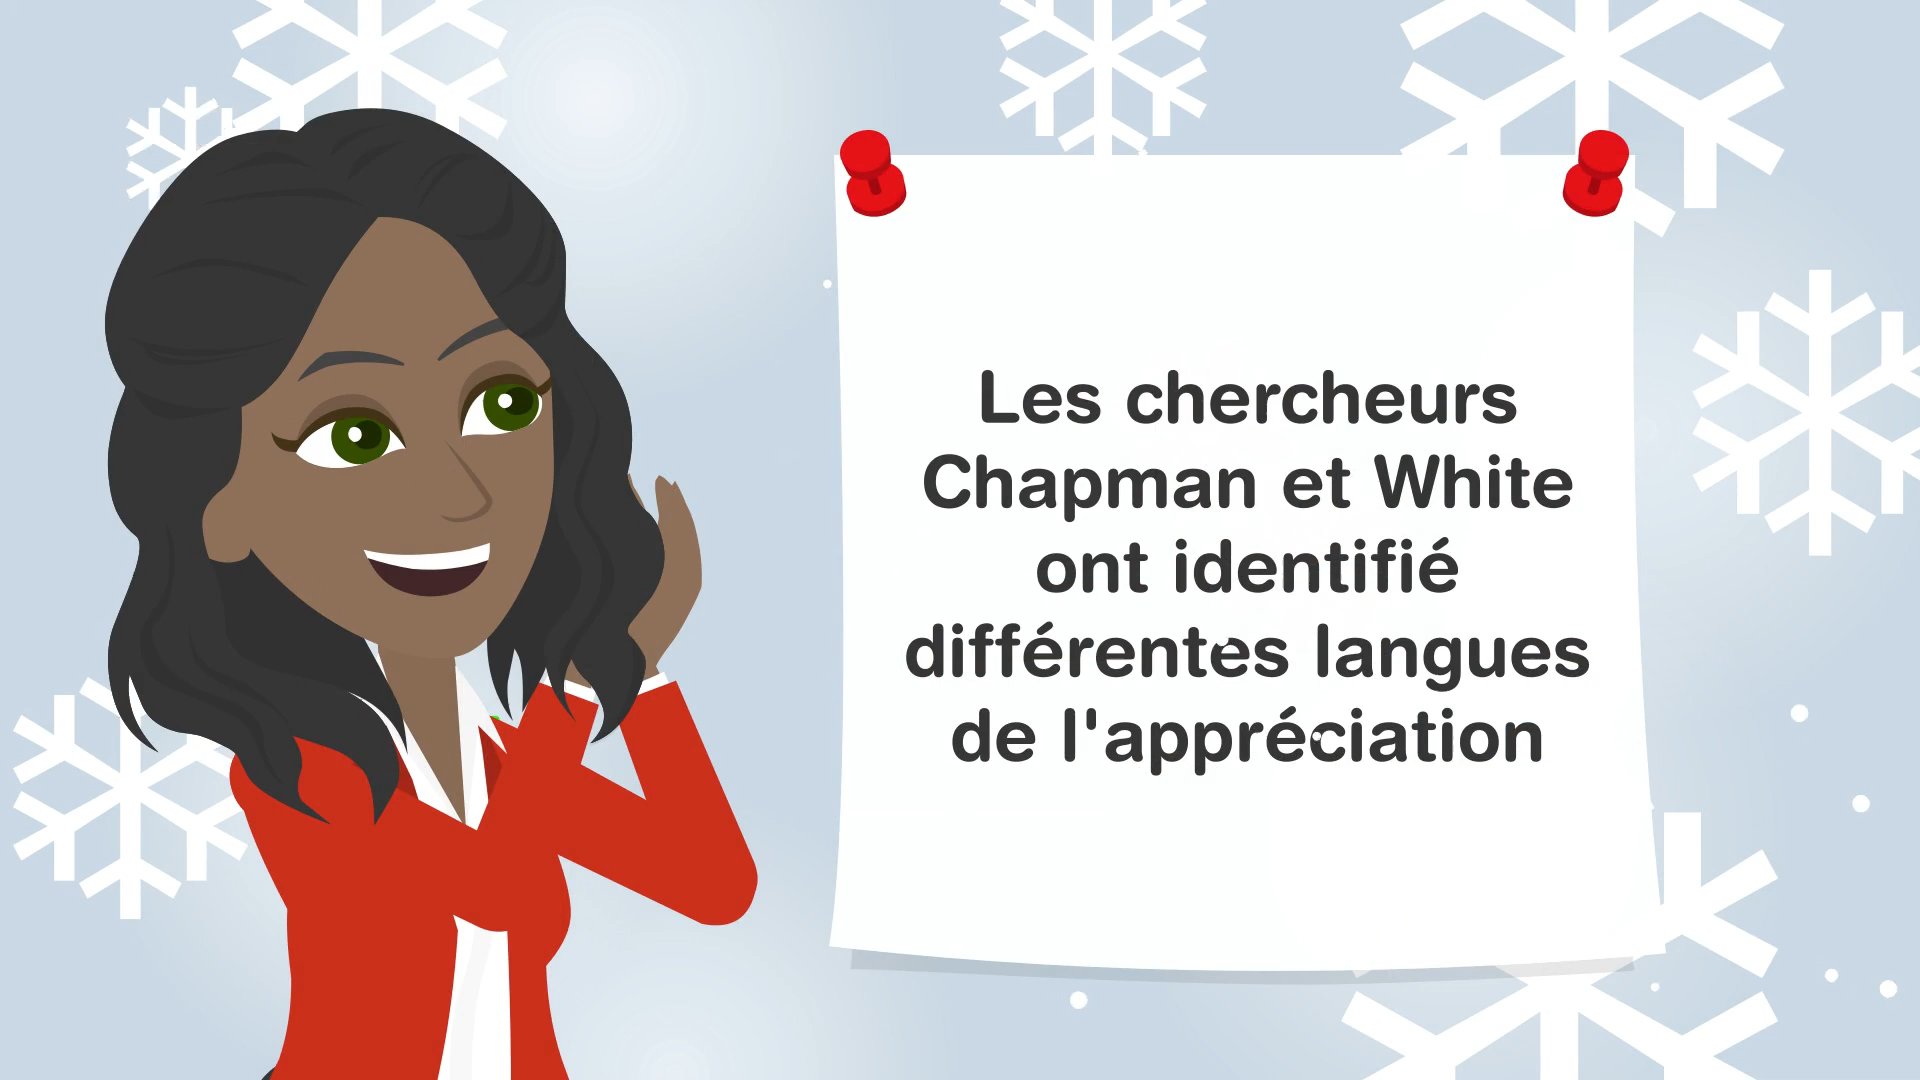 Les chercheurs
Chapman et White
ont identifié
différentes langues
de l'appréciation